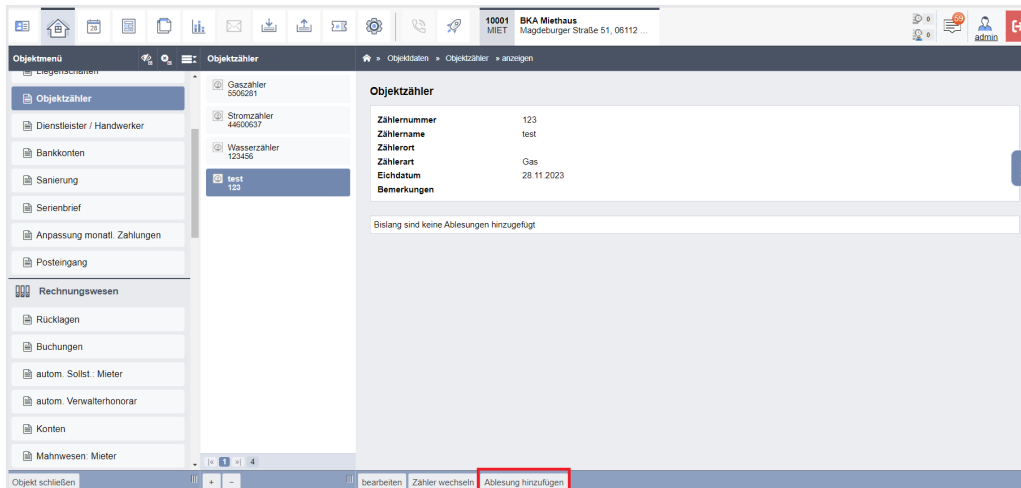 28
10001
MIET
BKA Miethaus
Magdeburger Straße 51, 06112 ...
0
0
59
admin
Objektmenü
Objektzähler
» Objektdaten » Objektzähler » anzeigen
Liegenschaften
Objektzähler
Dienstleister / Handwerker
Bankkonten
Sanierung
Serienbrief
Anpassung monatl. Zahlungen
Posteingang
Rechnungswesen
Rücklagen
Buchungen
autom. Sollst.: Mieter
autom. Verwalterhonorar
Konten
Mahnwesen: Mieter
Objekt schließen
Gaszähler
5506281
Stromzähler
44600637
Wasserzähler
123456
test
123
|« 1 »| 4
+ −
Objektzähler
Zählernummer 123
Zählername test
Zählerort
Zählerart Gas
Eichdatum 28.11.2023
Bemerkungen
Bislang sind keine Ablesungen hinzugefügt
bearbeiten Zähler wechseln Ablesung hinzufügen